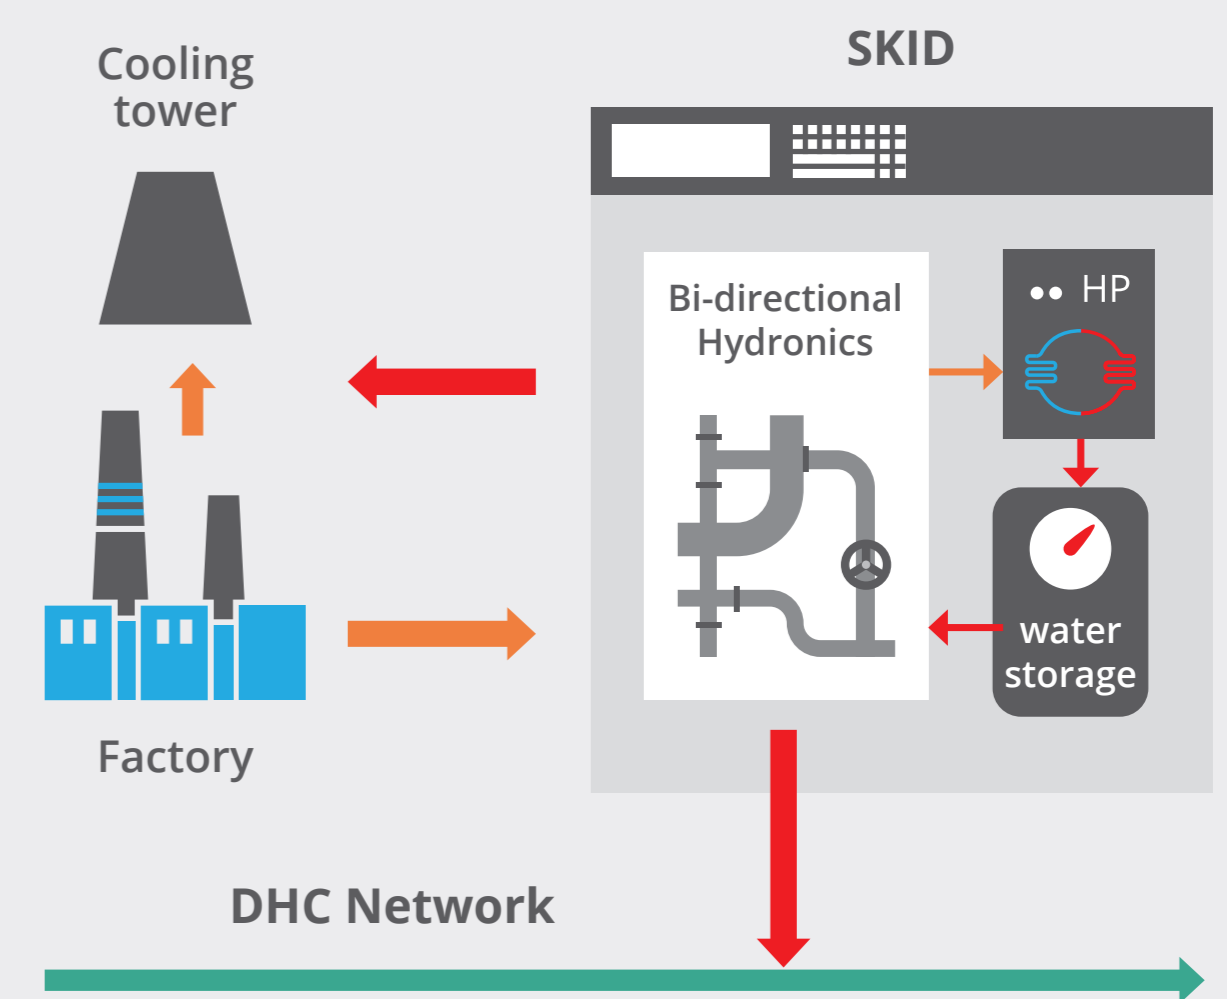 Cooling
tower
SKID
Bi-directional
Hydronics
HP
water
storage
Factory
DHC Network